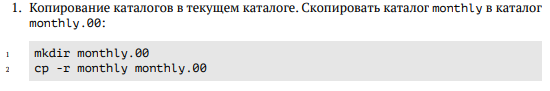 1. Копирование каталогов в текущем каталоге. Скопировать каталог monthly в каталог
monthly.00:
1 mkdir monthly.00
2 cp -r monthly monthly.00